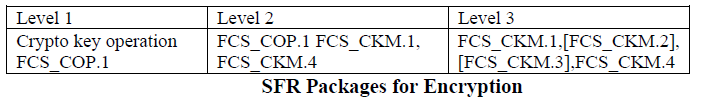 Level 1 Level 2 Level 3
Crypto key operation FCS_COP.1 FCS_CKM.1, FCS_CKM.1,[FCS_CKM.2],
FCS_COP.1 FCS_CKM.4 [FCS_CKM.3],FCS_CKM.4
SFR Packages for Encryption